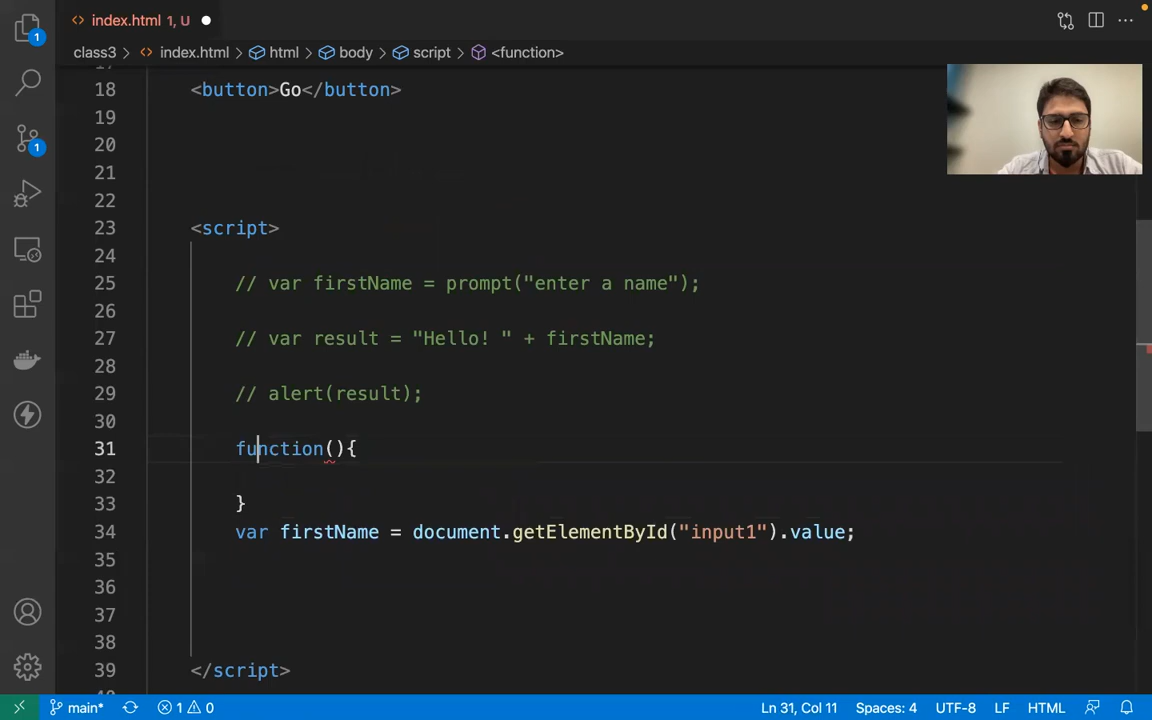 index.html 1, U
class3 index.html html body script <function>
1
1
17
18 <button>Go</button>
19
20
21
22
23 <script>
24
25 // var firstName = prompt("enter a name");
26
27 // var result = "Hello! " + firstName;
28
29 // alert(result);
30
31 function(){
32
33 }
34 var firstName = document.getElementById("input1").value;
35
36
37
38
39 </script>
main* 1 0 Ln 31, Col 11 Spaces: 4 UTF-8 LF HTML